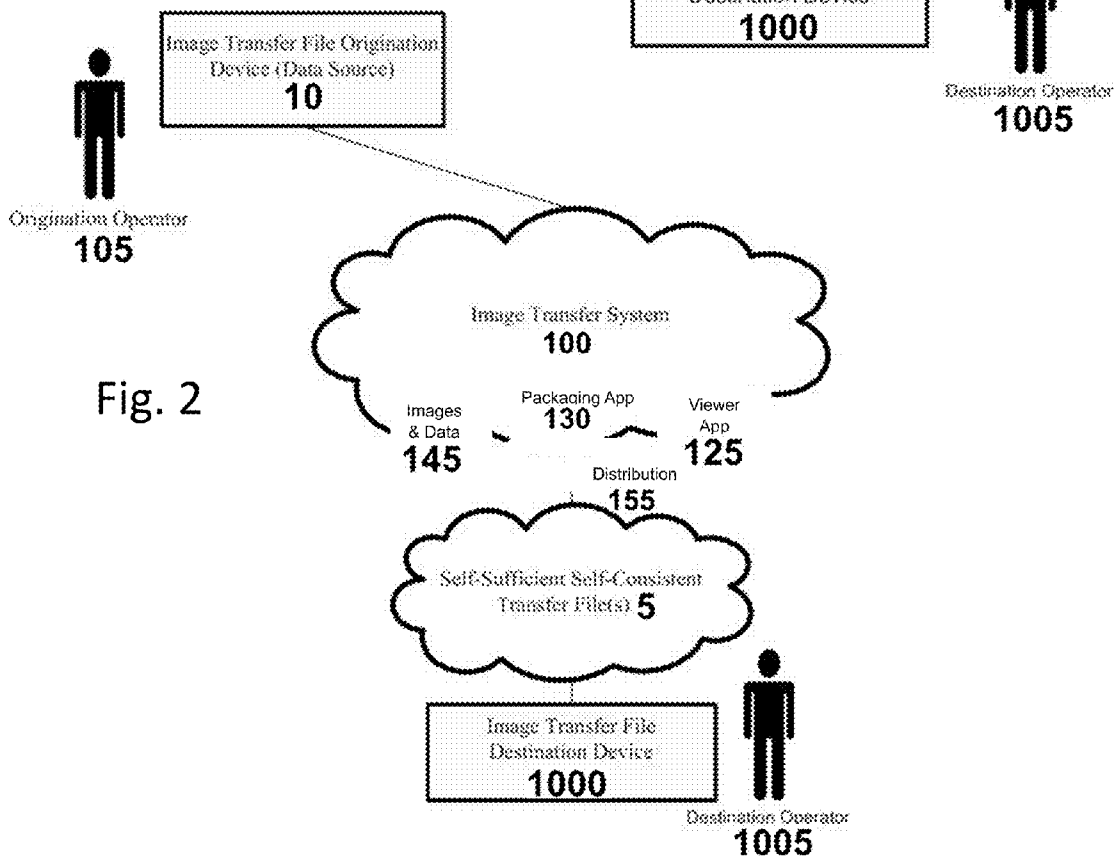 Destination Device
1000
Destination Operator
1005
Image Transfer File Origination
Device (Data Source)
10
Origination Operator
105
Image Transfer System
100
Fig. 2
Images
& Data
145
Packaging App
130
Viewer
App
125
Distribution
155
Self-Sufficient Self-Consistent
Transfer File(s) 5
Image Transfer File
Destination Device
1000
Destination Operator
1005